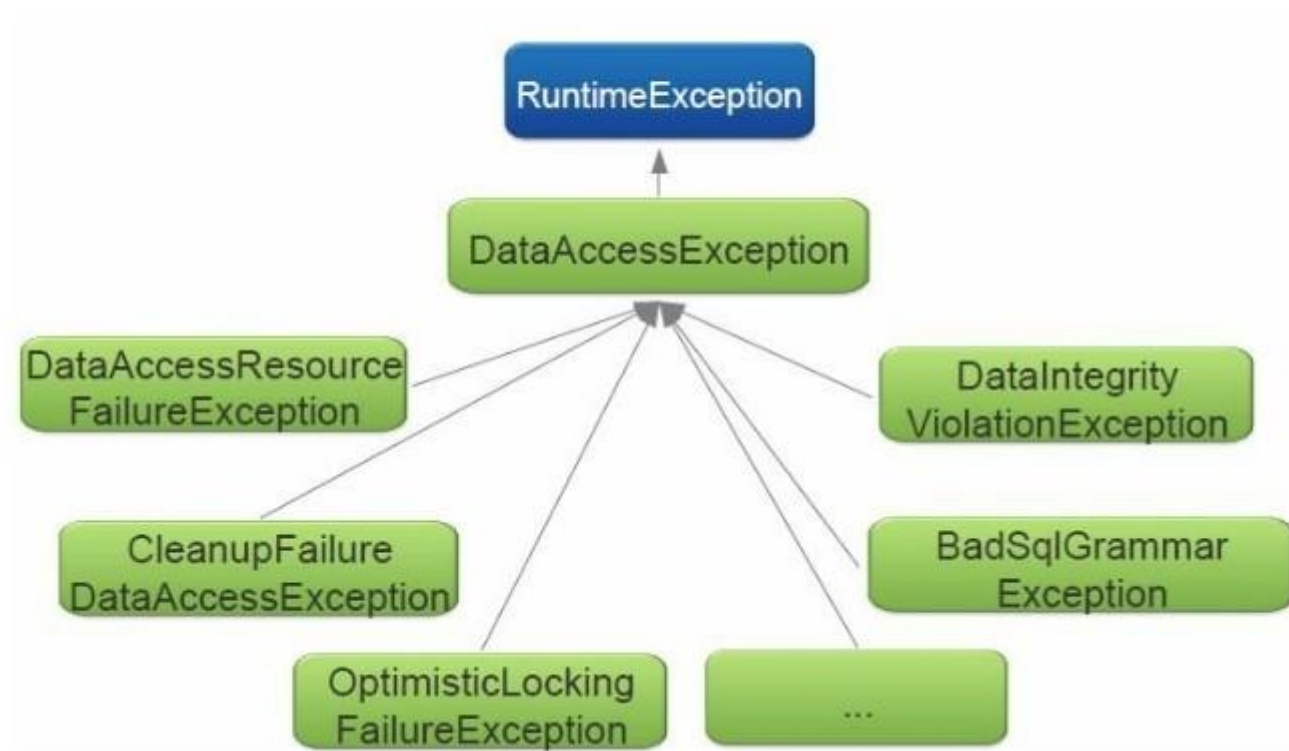 RuntimeException
DataAccessException
DataAccessResource
FailureException
DataIntegrity
ViolationException
CleanupFailure
DataAccessException
BadSqlGrammar
Exception
OptimisticLocking
FailureException
...